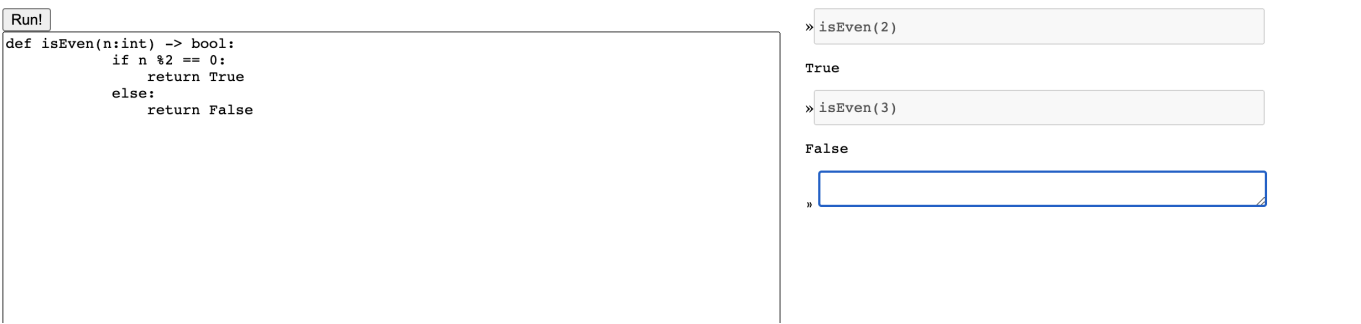 Run!
def isEven(n:int) -> bool:
            if n %2 == 0:
                return True
            else:
                return False
» isEven(2)
True
» isEven(3)
False
»